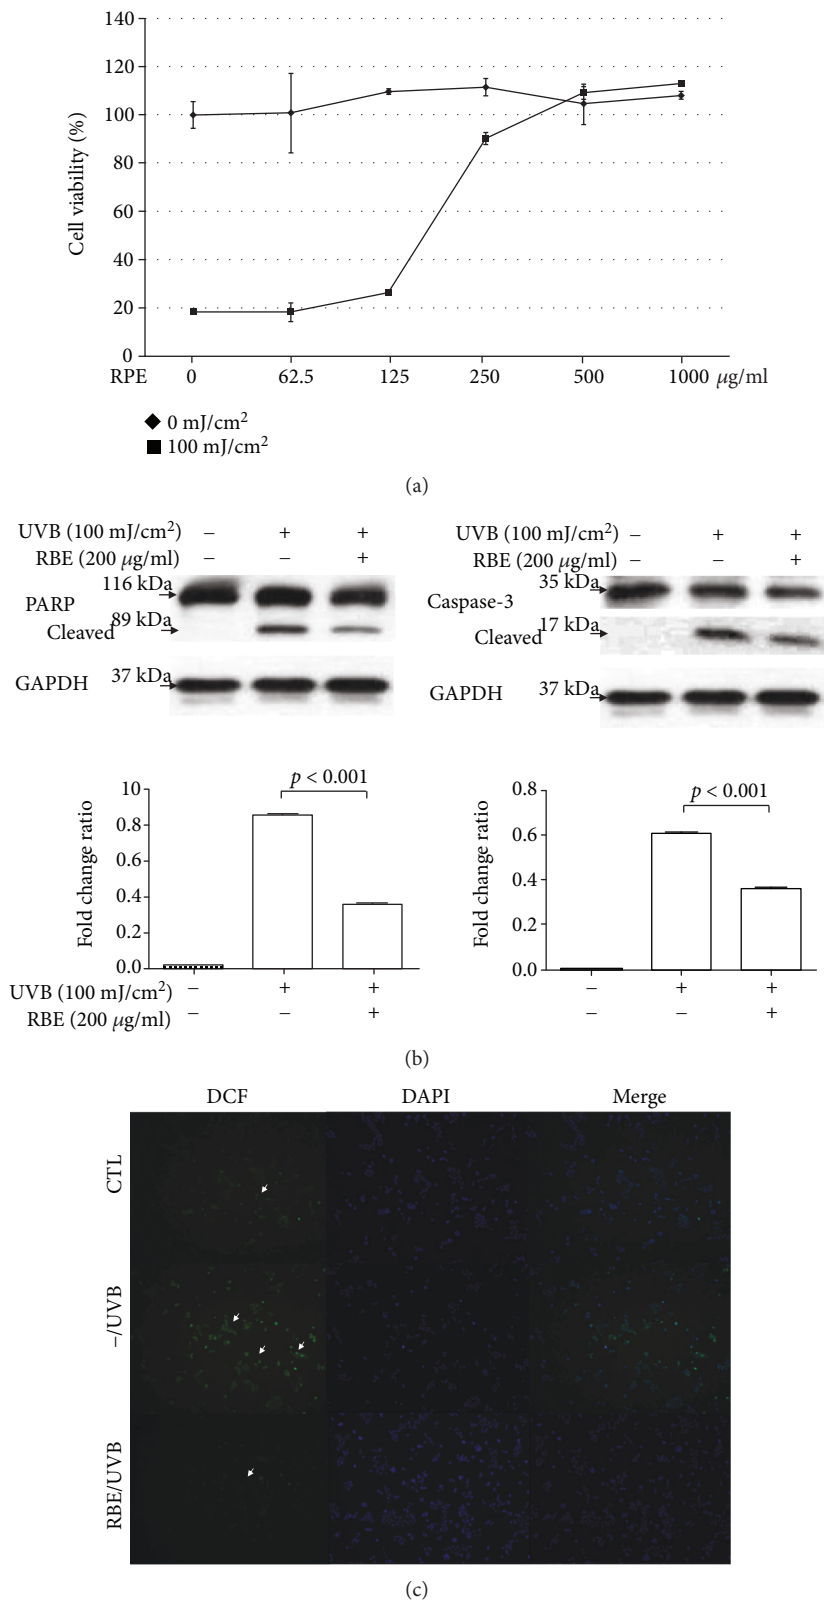 140
120
100
80
60
40
20
0
Cell viability (%)
RPE 0 62.5 125 250 500 1000 μg/ml
0 mJ/cm²
100 mJ/cm²
(a)
UVB (100 mJ/cm²) – + +
RBE (200 μg/ml) – – +
116 kDa
PARP
89 kDa
Cleaved
37 kDa
GAPDH
UVB (100 mJ/cm²) – + +
RBE (200 μg/ml) – – +
35 kDa
Caspase-3
17 kDa
Cleaved
37 kDa
GAPDH
p < 0.001
10
0.8
0.6
0.4
0.2
0.0
Fold change ratio
UVB (100 mJ/cm²) – + +
RBE (200 μg/ml) – – +
p < 0.001
0.8
0.6
0.4
0.2
0.0
Fold change ratio
– + +
– – +
(b)
DCF DAPI Merge
CTL
–/UVB
RBE/UVB
(c)